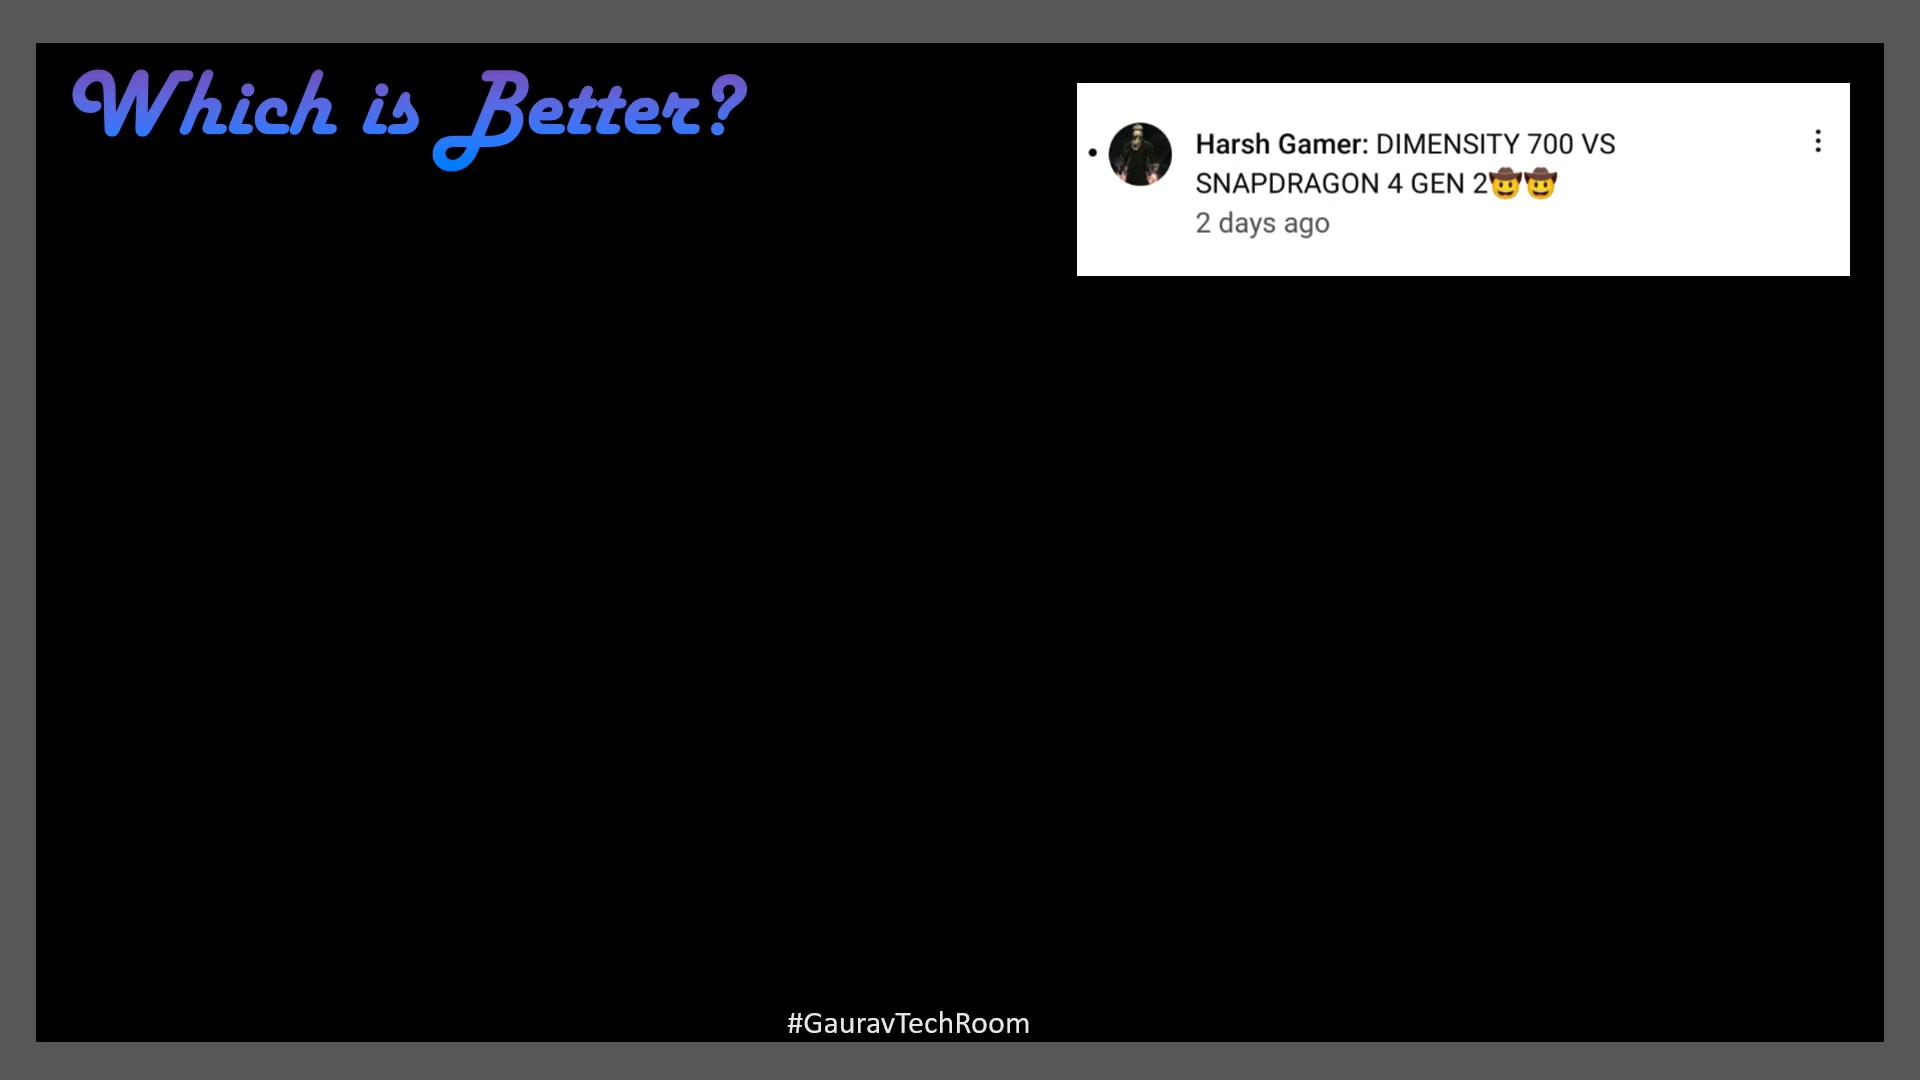 Which is Better?
Harsh Gamer: DIMENSITY 700 VS
SNAPDRAGON 4 GEN 2🤠🤠
2 days ago
#GauravTechRoom